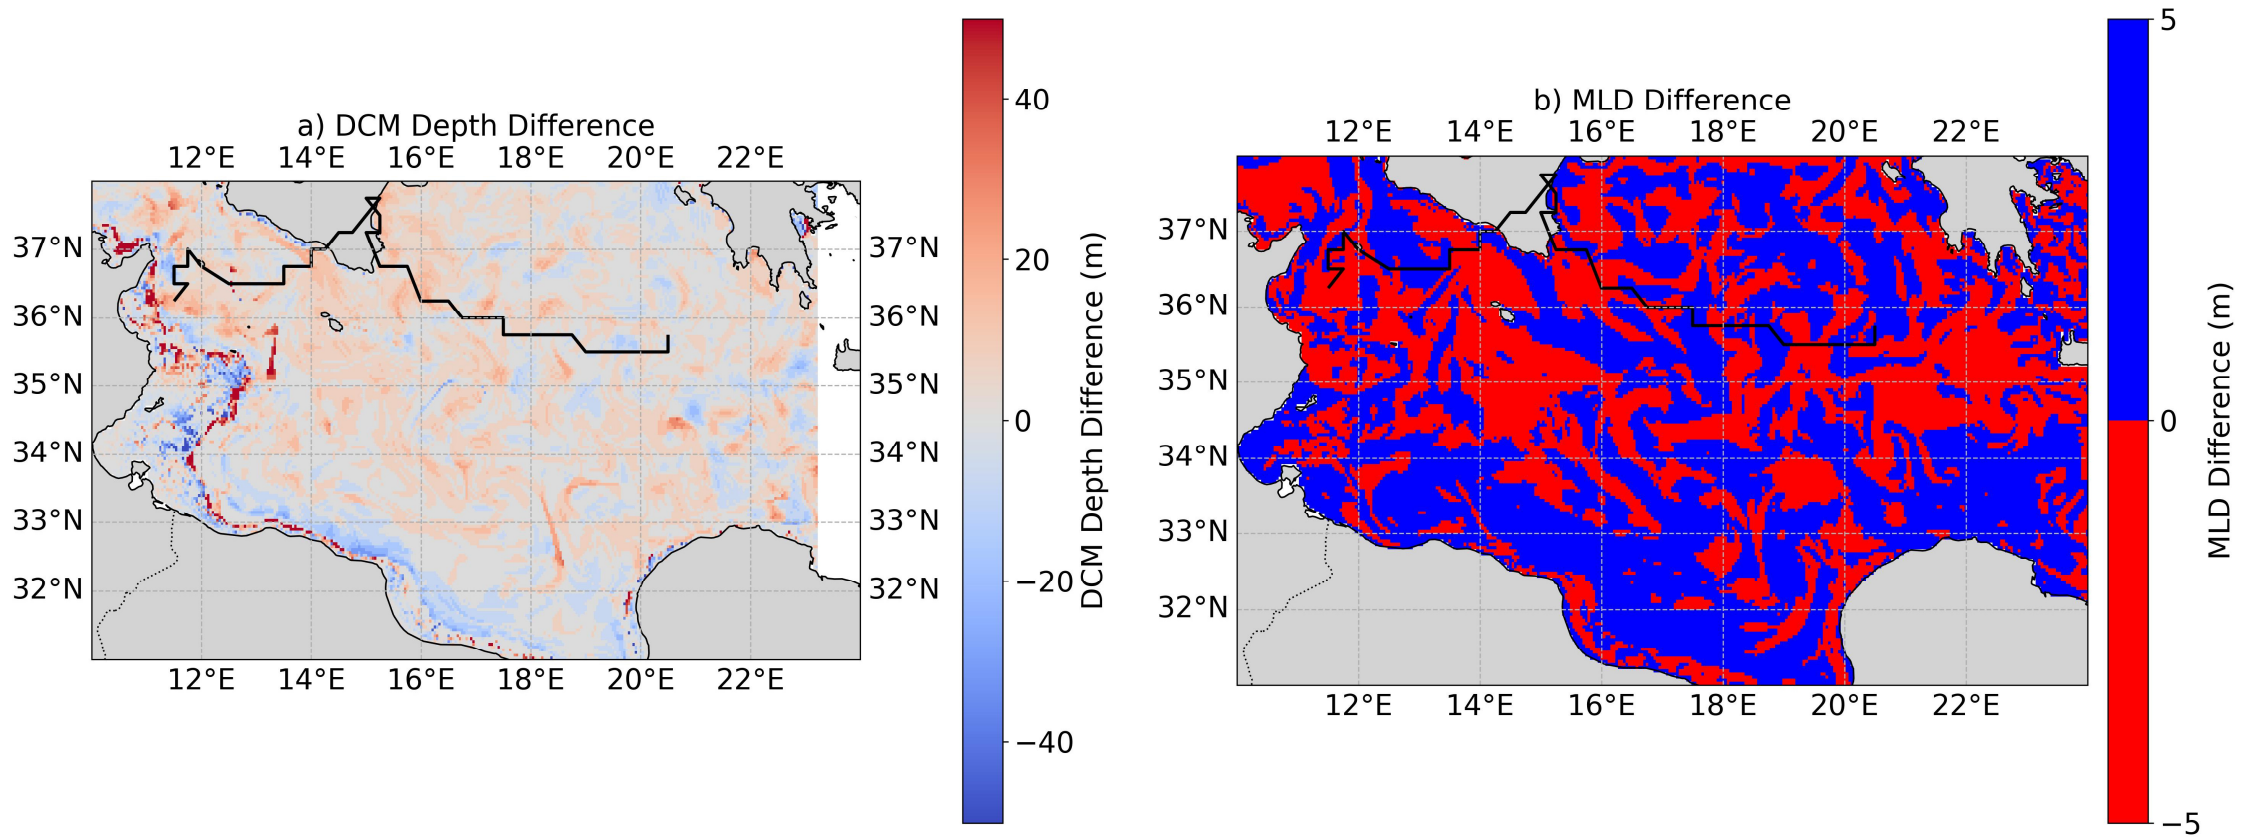 a) DCM Depth Difference
12°E 14°E 16°E 18°E 20°E 22°E
37°N 37°N
36°N 36°N
35°N 35°N
34°N 34°N
33°N 33°N
32°N 32°N
12°E 14°E 16°E 18°E 20°E 22°E
40
20
0
−20
−40
DCM Depth Difference (m)
b) MLD Difference
12°E 14°E 16°E 18°E 20°E 22°E
37°N
36°N
35°N
34°N
33°N
32°N
12°E 14°E 16°E 18°E 20°E 22°E
5
0
−5
MLD Difference (m)